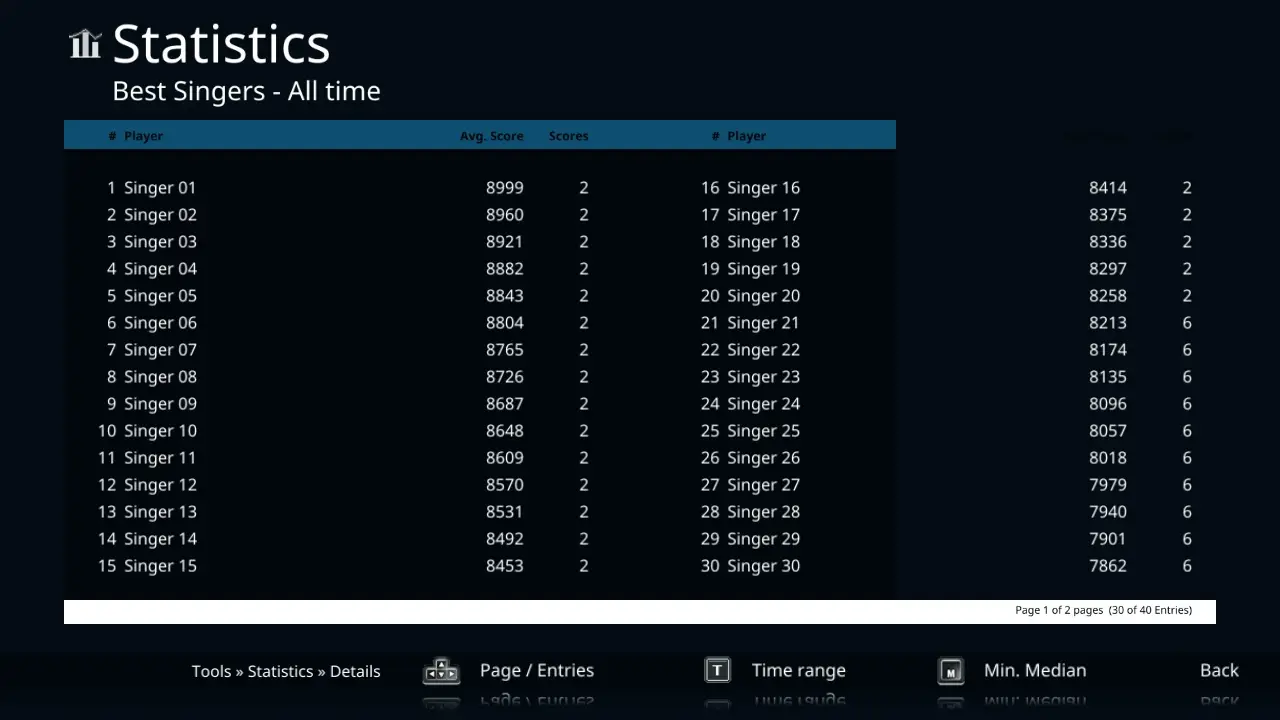 Statistics
Best Singers - All time
# Player Avg. Score Scores # Player
1 Singer 01 8999 2 16 Singer 16 8414 2
2 Singer 02 8960 2 17 Singer 17 8375 2
3 Singer 03 8921 2 18 Singer 18 8336 2
4 Singer 04 8882 2 19 Singer 19 8297 2
5 Singer 05 8843 2 20 Singer 20 8258 2
6 Singer 06 8804 2 21 Singer 21 8213 6
7 Singer 07 8765 2 22 Singer 22 8174 6
8 Singer 08 8726 2 23 Singer 23 8135 6
9 Singer 09 8687 2 24 Singer 24 8096 6
10 Singer 10 8648 2 25 Singer 25 8057 6
11 Singer 11 8609 2 26 Singer 26 8018 6
12 Singer 12 8570 2 27 Singer 27 7979 6
13 Singer 13 8531 2 28 Singer 28 7940 6
14 Singer 14 8492 2 29 Singer 29 7901 6
15 Singer 15 8453 2 30 Singer 30 7862 6
Page 1 of 2 pages (30 of 40 Entries)
Tools » Statistics » Details Page / Entries T Time range M Min. Median Back